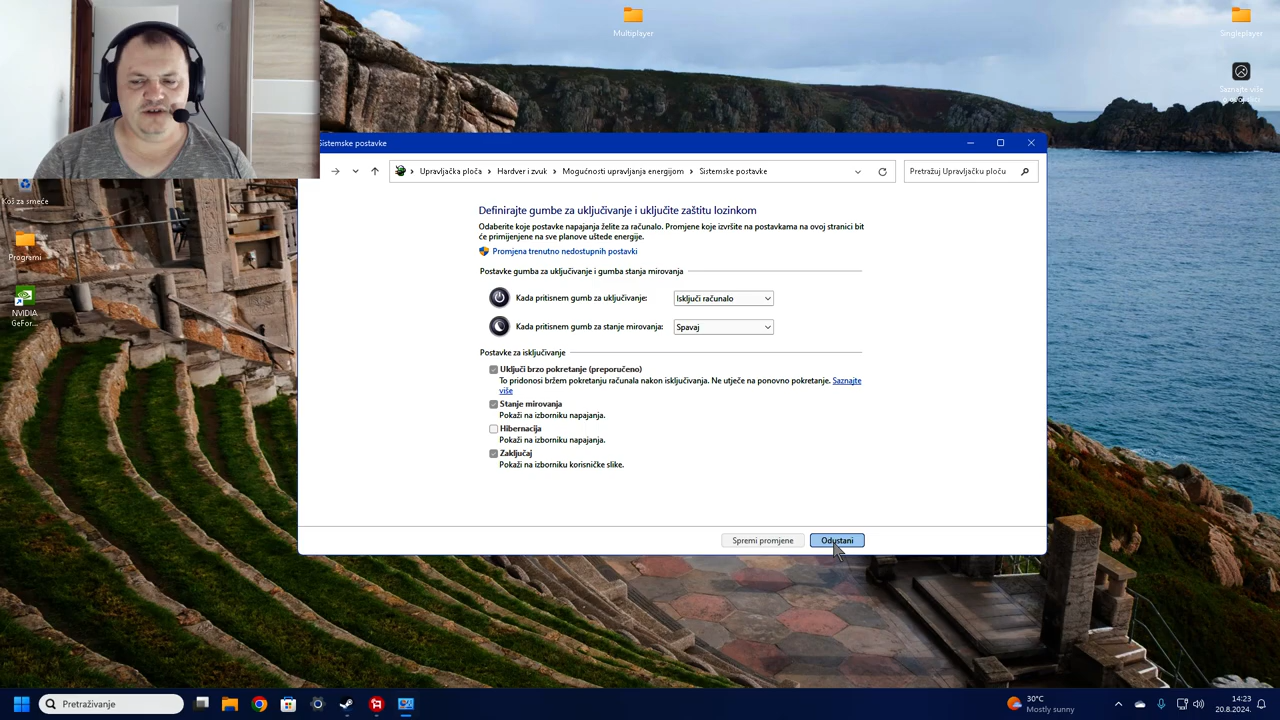 Multiplayer
Singleplayer
Saznajte više
Koš za smeće
Programi
NVIDIA
GeFor...
Sistemske postavke
Upravljačka ploča
Hardver i zvuk
Mogućnosti upravljanja energijom
Sistemske postavke
Pretražuj Upravljačku ploču
Definirajte gumbe za uključivanje i uključite zaštitu lozinkom
Odaberite koje postavke napajanja želite za računalo. Promjene koje izvršite na postavkama na ovoj stranici bit
će primijenjene na sve planove uštede energije.
Promjena trenutno nedostupnih postavki
Postavke gumba za uključivanje i gumba stanja mirovanja
Kada pritisnem gumb za uključivanje:
Isključi računalo
Kada pritisnem gumb za stanje mirovanja:
Spavaj
Postavke za isključivanje
Uključi brzo pokretanje (preporučeno)
To pridonosi bržem pokretanju računala nakon isključivanja. Ne utječe na ponovno pokretanje. Saznajte
više
Stanje mirovanja
Pokaži na izborniku napajanja.
Hibernacija
Pokaži na izborniku napajanja.
Zaključaj
Pokaži na izborniku korisničke slike.
Spremi promjene
Odustani
Pretraživanje
30°C
Mostly sunny
14:23
20.8.2024.